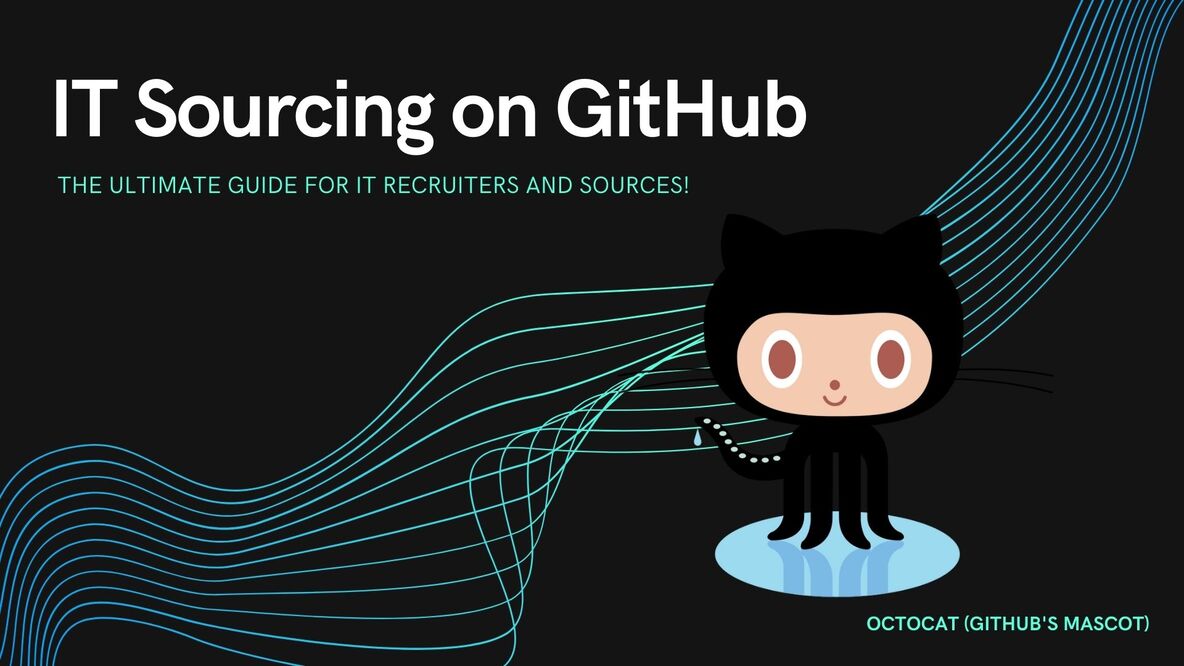 IT Sourcing on GitHub
THE ULTIMATE GUIDE FOR IT RECRUITERS AND SOURCES!
OCTOCAT (GITHUB'S MASCOT)